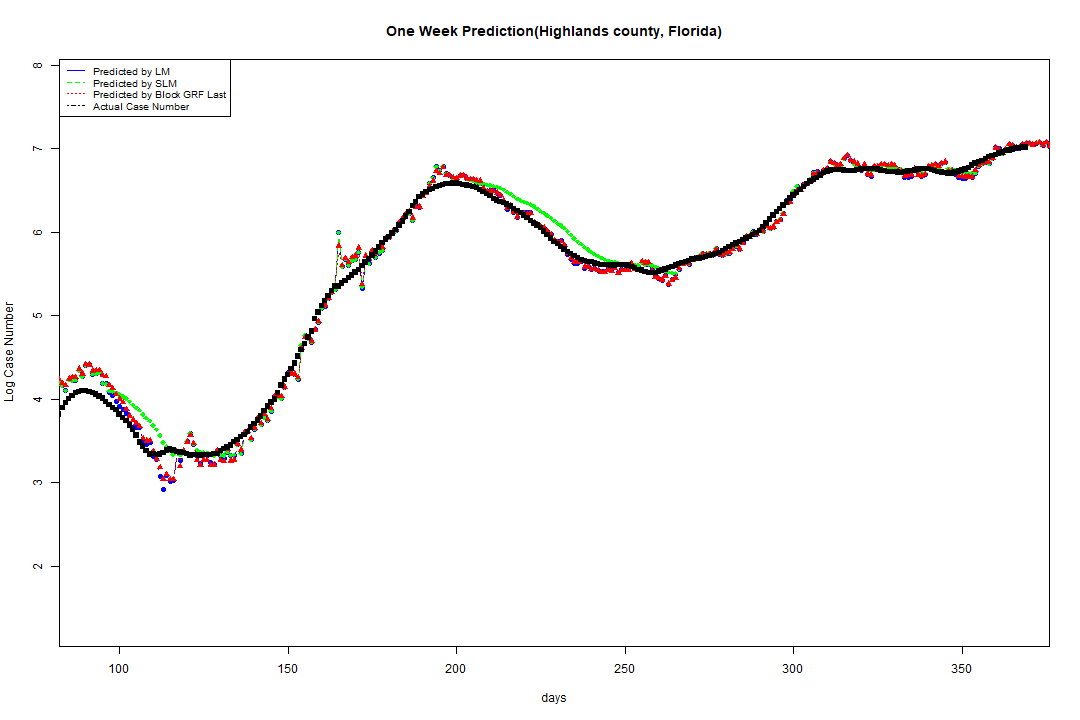 One Week Prediction(Highlands county, Florida)
Predicted by LM
Predicted by SLM
Predicted by Block GRF Last
Actual Case Number
8
7
6
5
4
3
2
Log Case Number
100 150 200 250 300 350
days